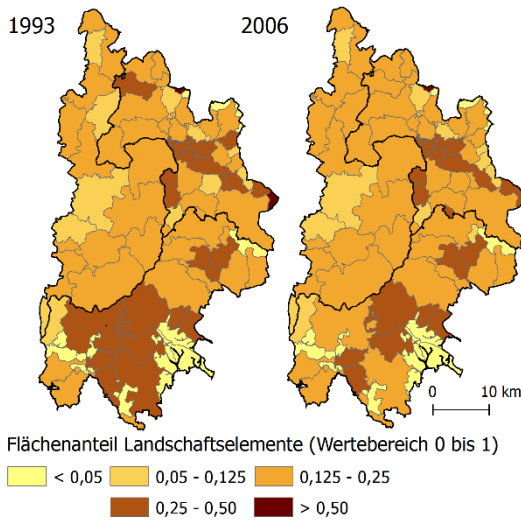 1993 2006
0 10 km
Flächenanteil Landschaftselemente (Wertebereich 0 bis 1)
< 0,05 0,05 - 0,125 0,125 - 0,25
0,25 - 0,50 > 0,50